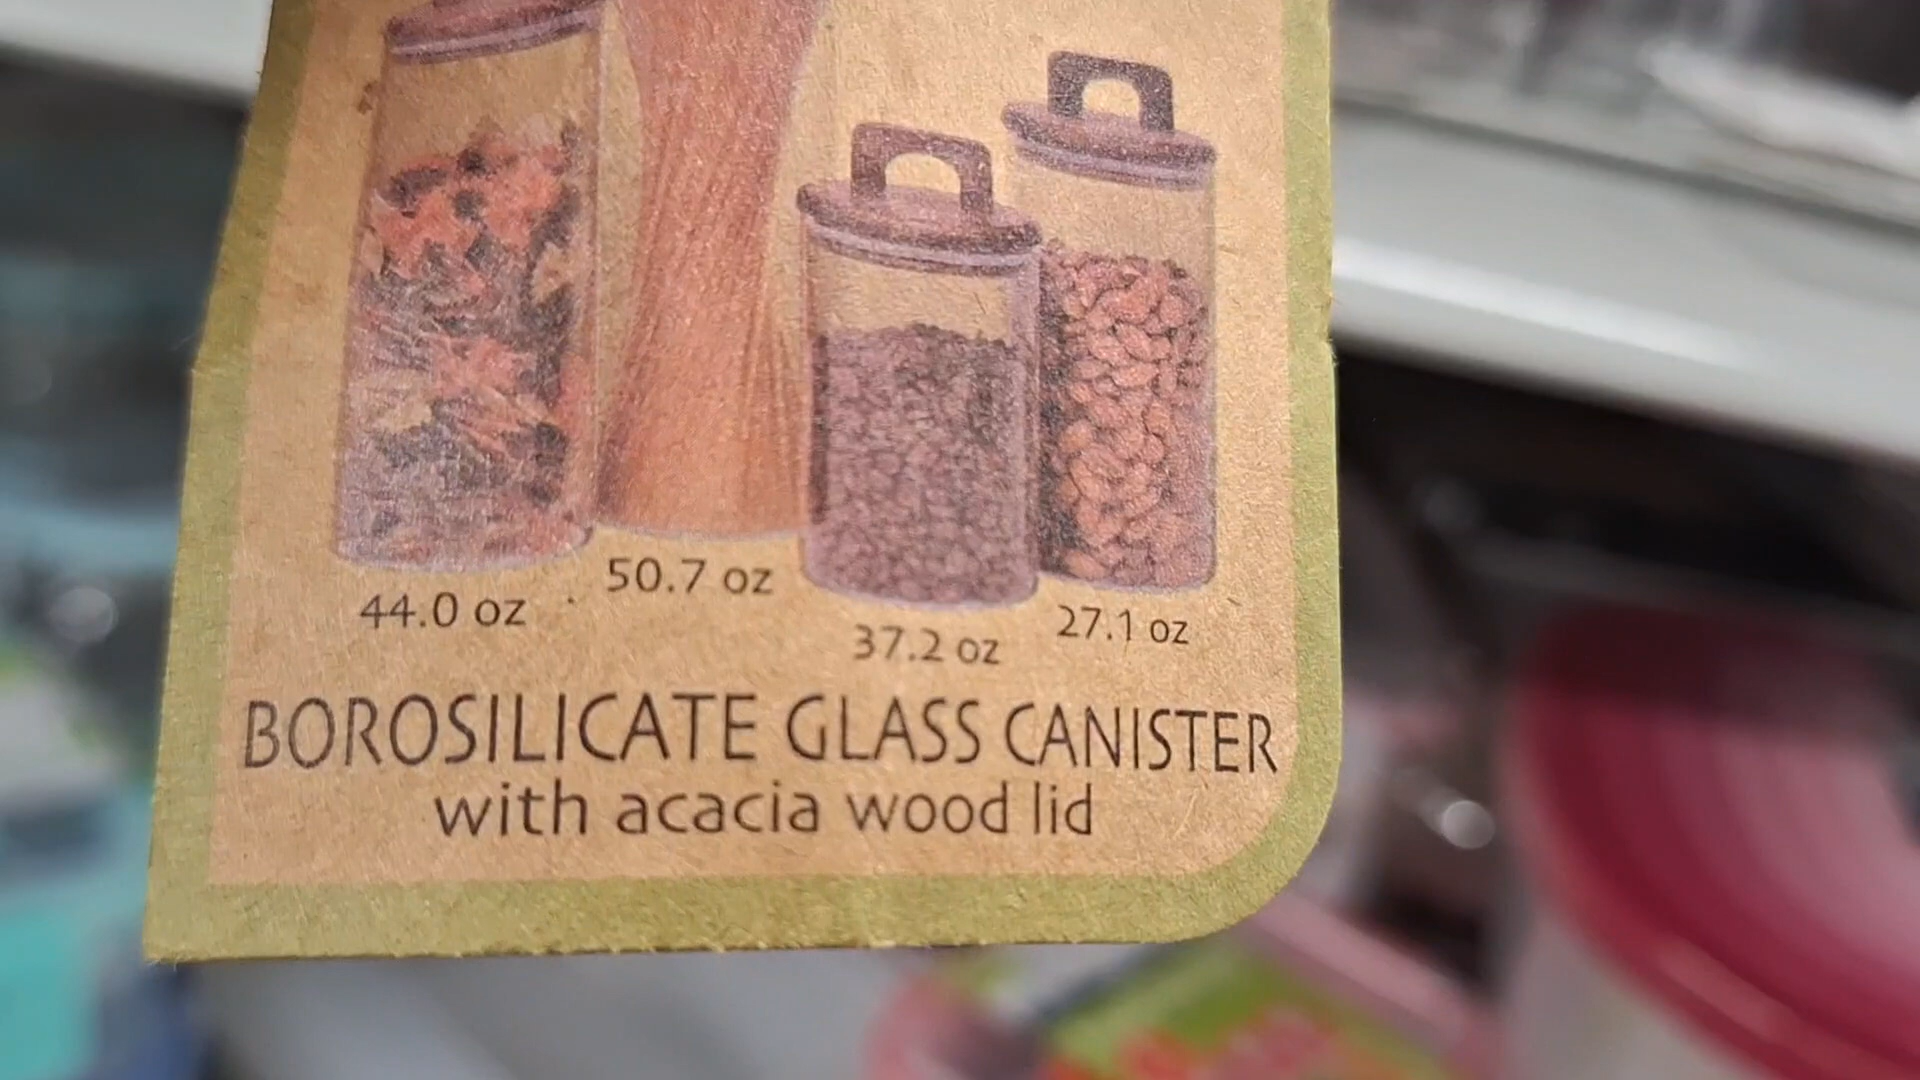 44.0 oz
50.7 oz
37.2 oz
27.1 oz
BOROSILICATE GLASS CANISTER
with acacia wood lid